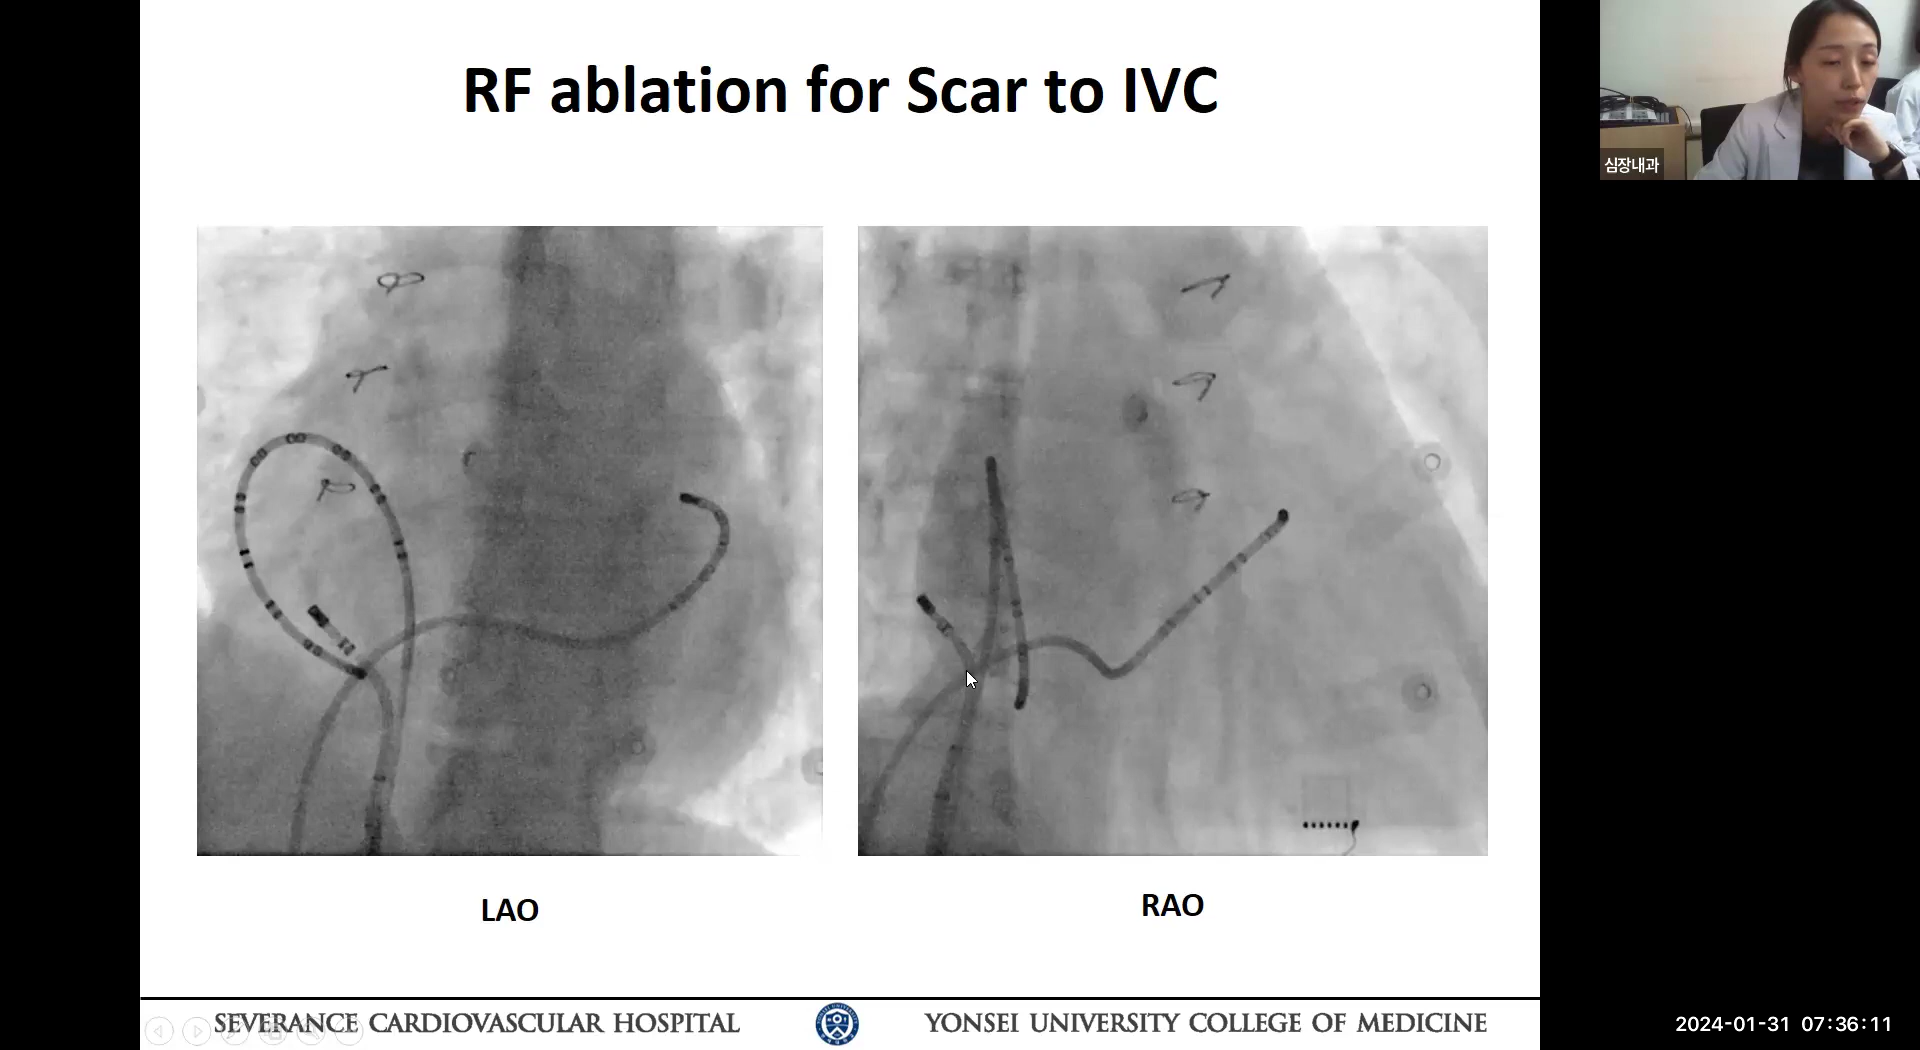 RF ablation for Scar to IVC
심장내과
LAO
RAO
SEVERANCE CARDIOVASCULAR HOSPITAL
YONSEI UNIVERSITY COLLEGE OF MEDICINE
2024-01-31 07:36:11